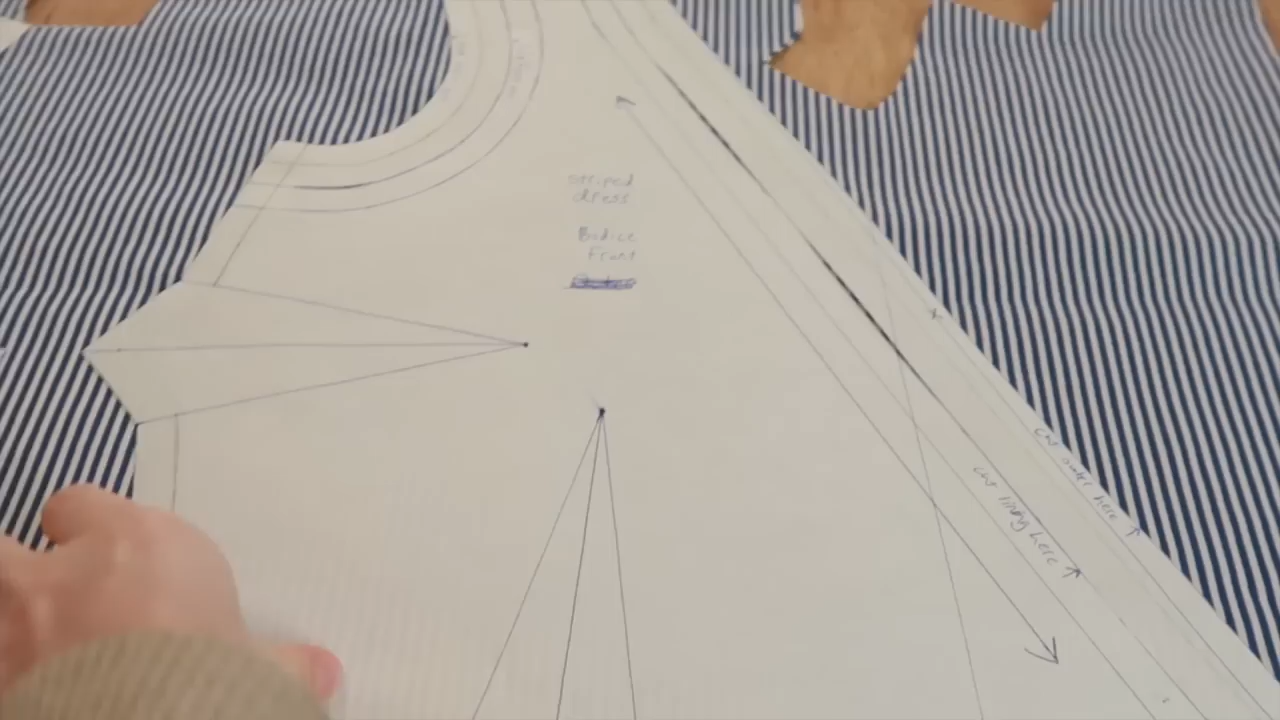 striped
dress
Bodice
Front
cut outer here ↑
cut lining here ↑